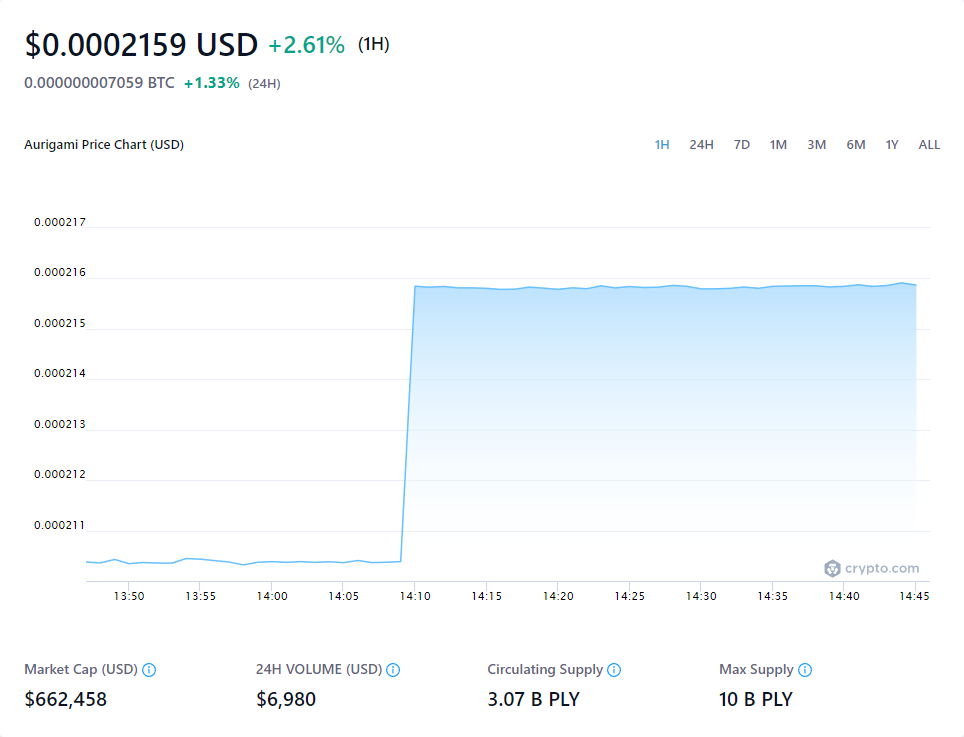 $0.0002159 USD +2.61% (1H)
0.000000007059 BTC +1.33% (24H)
Aurigami Price Chart (USD) 1H 24H 7D 1M 3M 6M 1Y ALL
0.000217
0.000216
0.000215
0.000214
0.000213
0.000212
0.000211
crypto.com
13:50 13:55 14:00 14:05 14:10 14:15 14:20 14:25 14:30 14:35 14:40 14:45
Market Cap (USD) 24H VOLUME (USD) Circulating Supply Max Supply
$662,458 $6,980 3.07 B PLY 10 B PLY